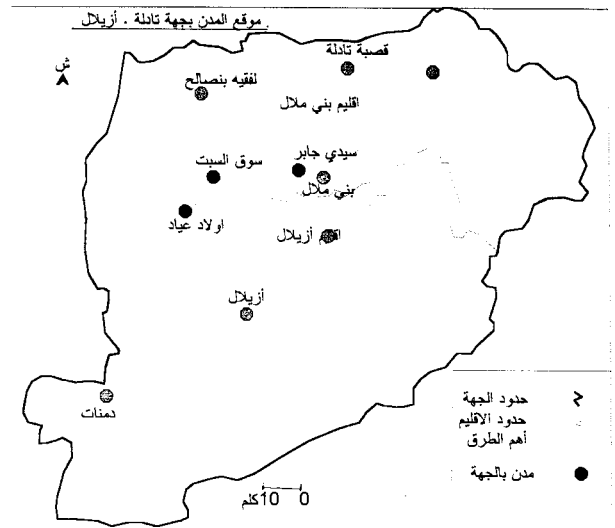 موقع المدن بجهة تادلة . أزيلال .
ش
قصبة تادلة
لفقيه بنصالح
اقليم بني ملال
سيدي جابر
سوق السبت
بني ملال
اولاد عياد
اقليم أزيلال
أزيلال
دمنات
حدود الجهة
حدود الاقليم
أهم الطرق
مدن بالجهة
0 10كلم